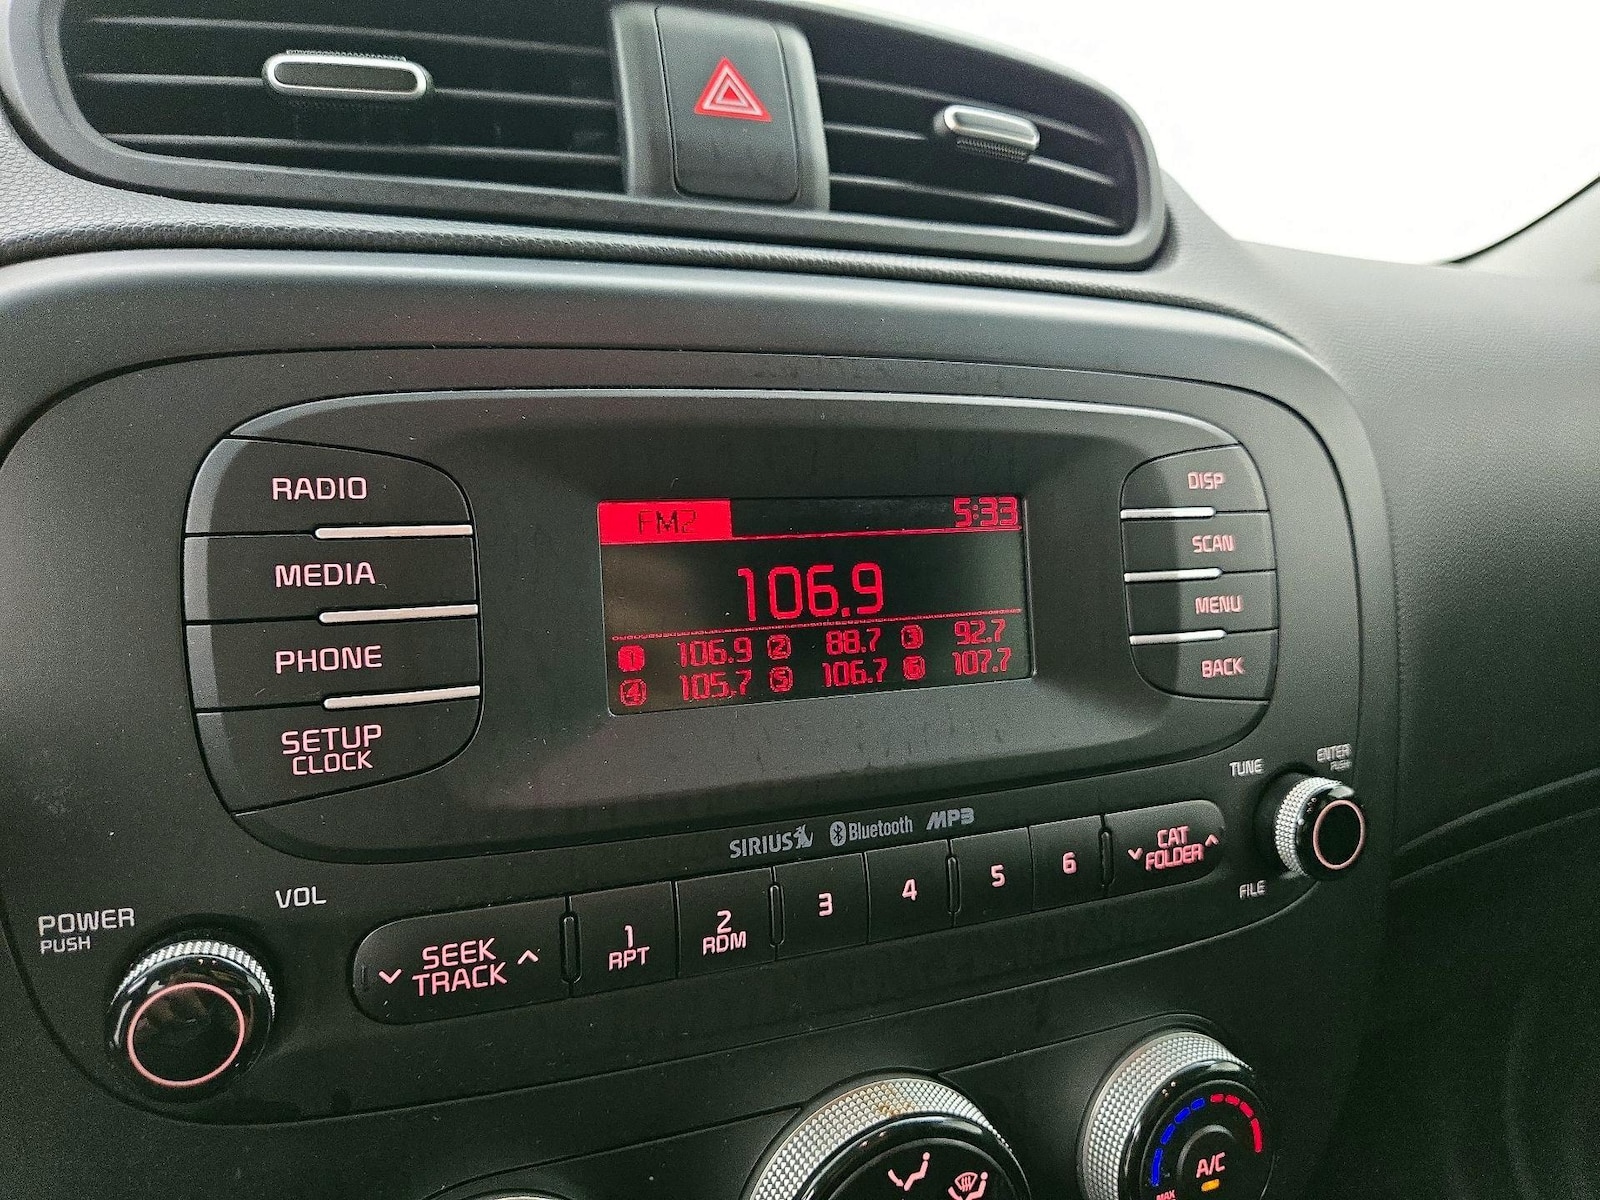 RADIO
MEDIA
PHONE
SETUP
CLOCK
FM2 5:33
106.9
1 106.9 2 88.7 3 92.7
4 105.7 5 106.7 6 107.7
DISP
SCAN
MENU
BACK
TUNE
ENTER
PUSH
FILE
SIRIUS Bluetooth MP3
POWER
PUSH
VOL
SEEK
TRACK
1
RPT
2
RDM
3
4
5
6
CAT
FOLDER
A/C
MAX